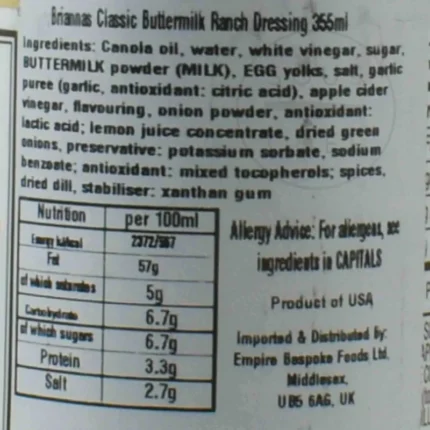 Briannas Classic Buttermilk Ranch Dressing 355ml
Ingredients: Canola oil, water, white vinegar, sugar,
BUTTERMILK powder (MILK), EGG yolks, salt, garlic
puree (garlic, antioxidant: citric acid), apple cider
vinegar, flavouring, onion powder, antioxidant:
lactic acid; lemon juice concentrate, dried green
onions, preservative: potassium sorbate, sodium
benzoate; antioxidant: mixed tocopherols; spices,
dried dill, stabiliser: xanthan gum
Nutrition per 100ml
Energy kJ/kcal 2372/567
Fat 57g
of which saturates 5g
Carbohydrate 6.7g
of which sugars 6.7g
Protein 3.3g
Salt 2.7g
Allergy Advice: For allergens, see
ingredients in CAPITALS
Product of USA
Imported & Distributed By:
Empire Bespoke Foods Ltd,
Middlesex,
UB5 6AG, UK